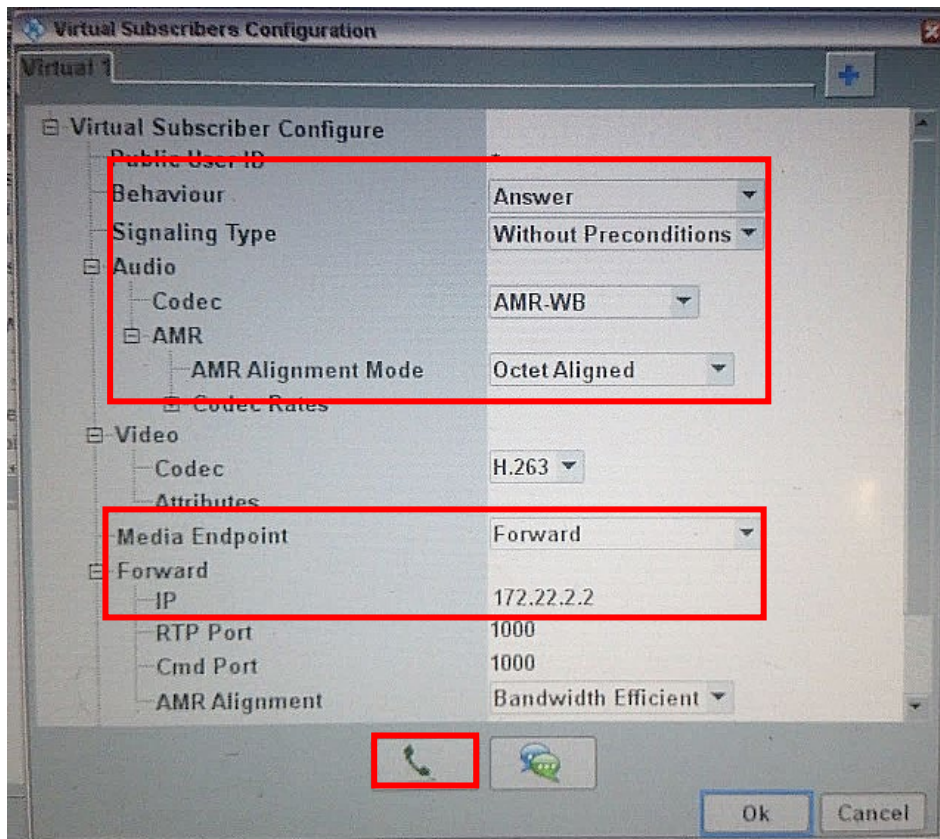 Virtual Subscribers Configuration
Virtual 1
Virtual Subscriber Configure
Public User ID *
Behaviour Answer
Signaling Type Without Preconditions
Audio
Codec AMR-WB
AMR
AMR Alignment Mode Octet Aligned
Codec Rates
Video
Codec H.263
Attributes
Media Endpoint Forward
Forward
IP 172.22.2.2
RTP Port 1000
Cmd Port 1000
AMR Alignment Bandwidth Efficient
Ok Cancel